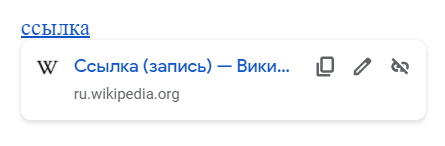 ссылка
W Ссылка (запись) — Вики...
ru.wikipedia.org